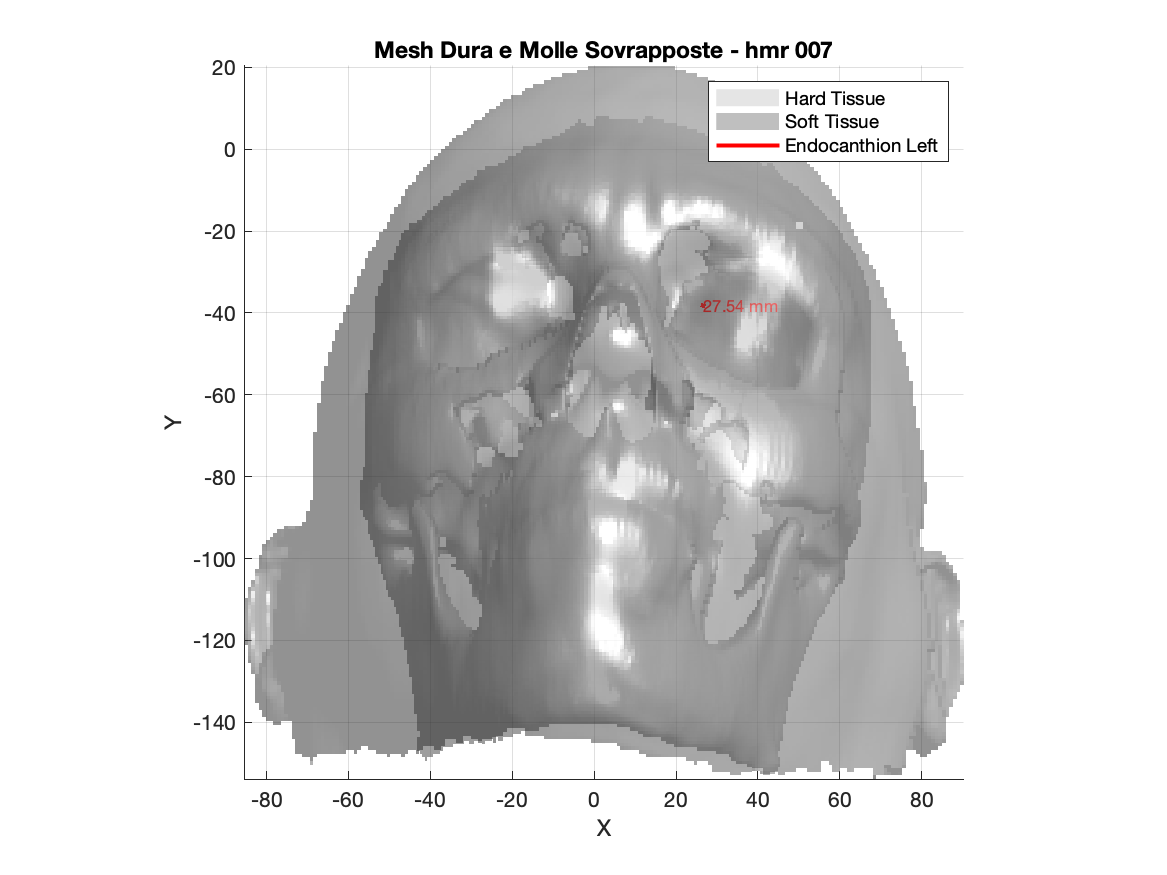 Mesh Dura e Molle Sovrapposte - hmr 007
Hard Tissue
Soft Tissue
Endocanthion Left
27.54 mm
20
0
-20
-40
-60
-80
-100
-120
-140
Y
-80 -60 -40 -20 0 20 40 60 80
X